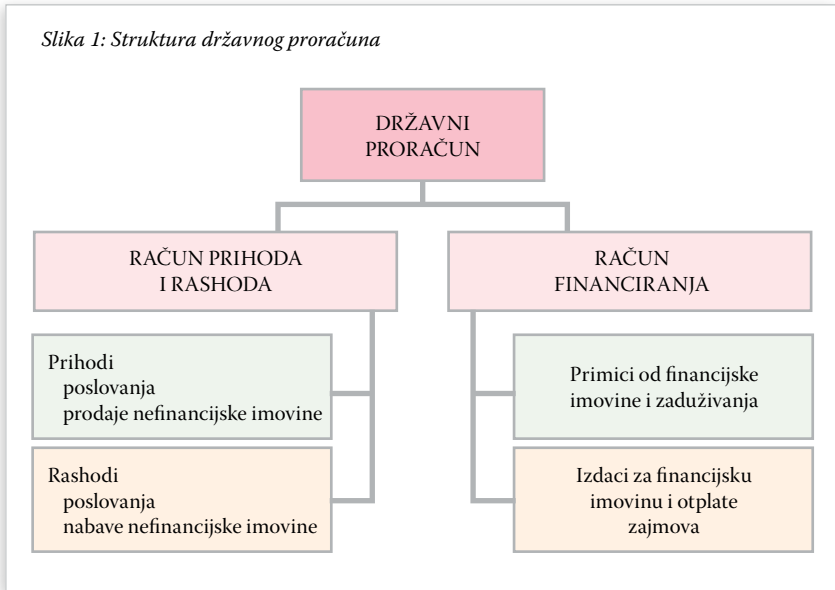 Slika 1: Struktura državnog proračuna
DRŽAVNI
PRORAČUN
RAČUN PRIHODA
I RASHODA
RAČUN
FINANCIRANJA
Prihodi
poslovanja
prodaje nefinancijske imovine
Primici od financijske
imovine i zaduživanja
Rashodi
poslovanja
nabave nefinancijske imovine
Izdaci za financijsku
imovinu i otplate
zajmova